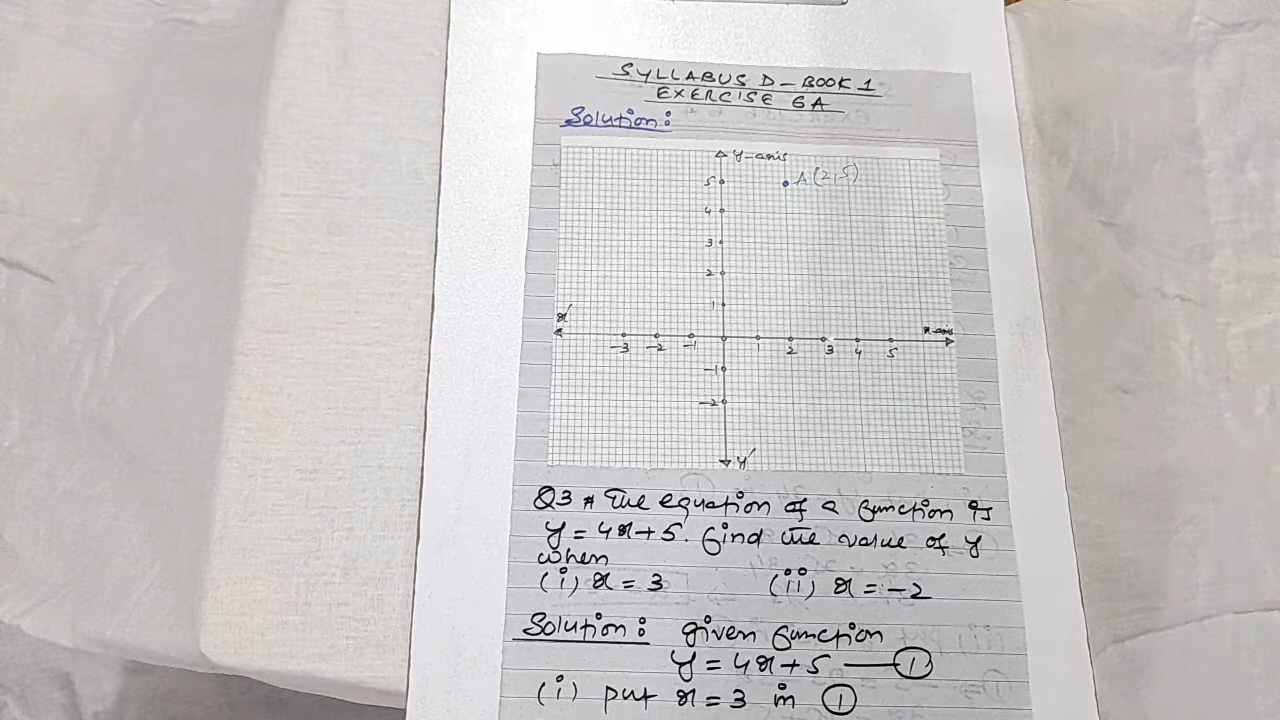 SYLLABUS D - BOOK 1
EXERCISE 6A
Solution:
y-axis
5 A(2,5)
4
3
2
1
x' x-axis
-3 -2 -1 1 2 3 4 5
-1
-2
y'
Q3 # The equation of a function is
y = 4x+5. Find the value of y
when
(i) x = 3 (ii) x = -2
Solution: given function
y = 4x+5 — ①
(i) put x = 3 in ①